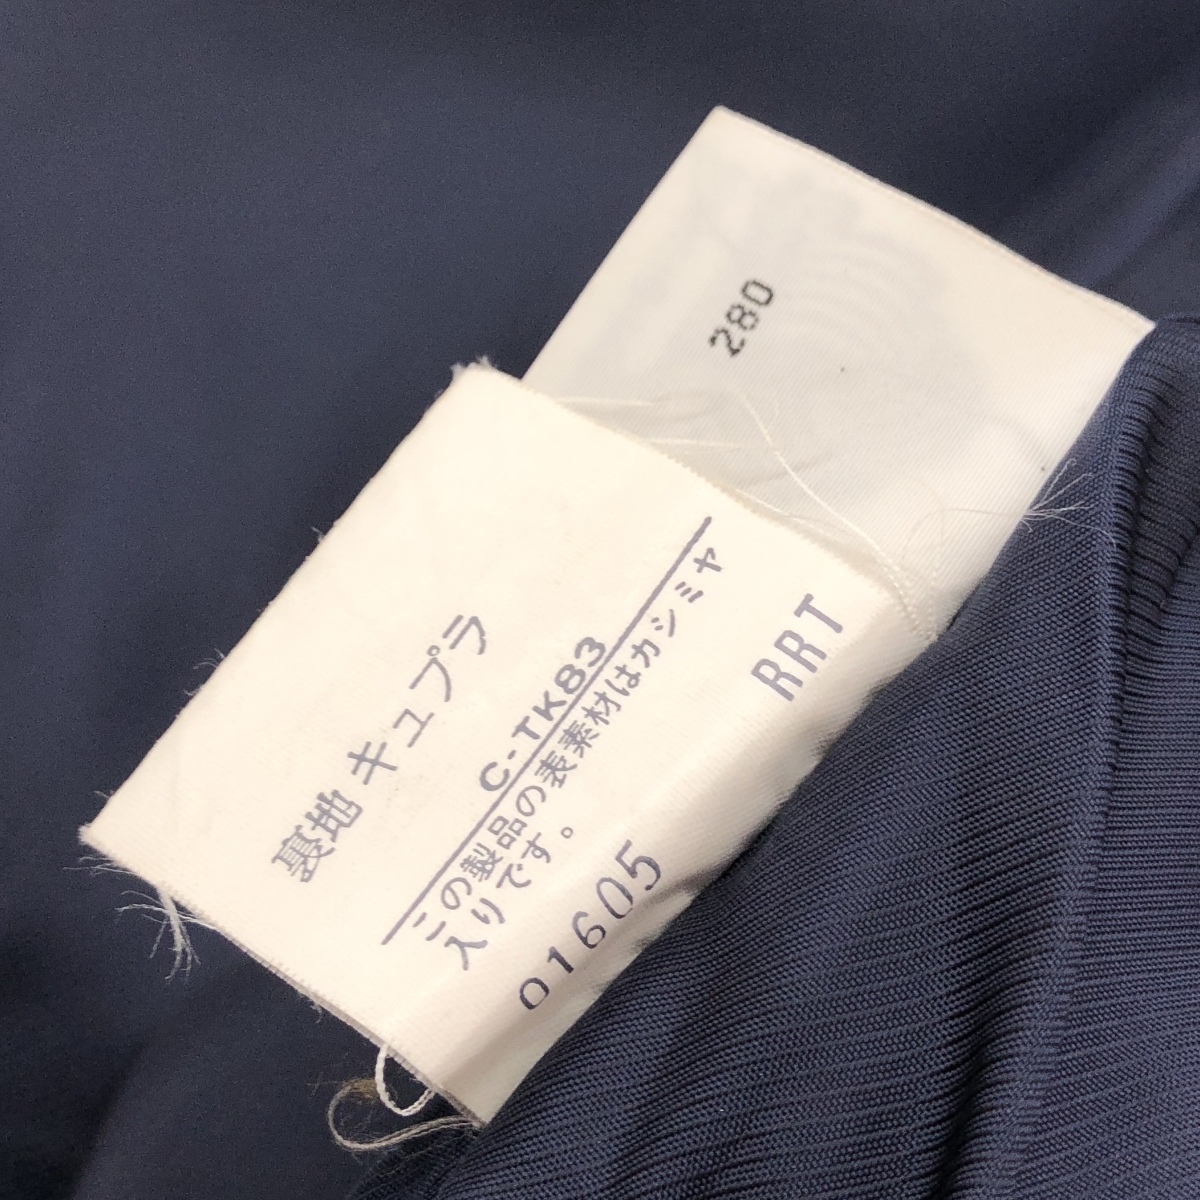 280
裏地 キュプラ
C-TK83
この製品の表素材はカシミヤ
入りです。
RRT
01605